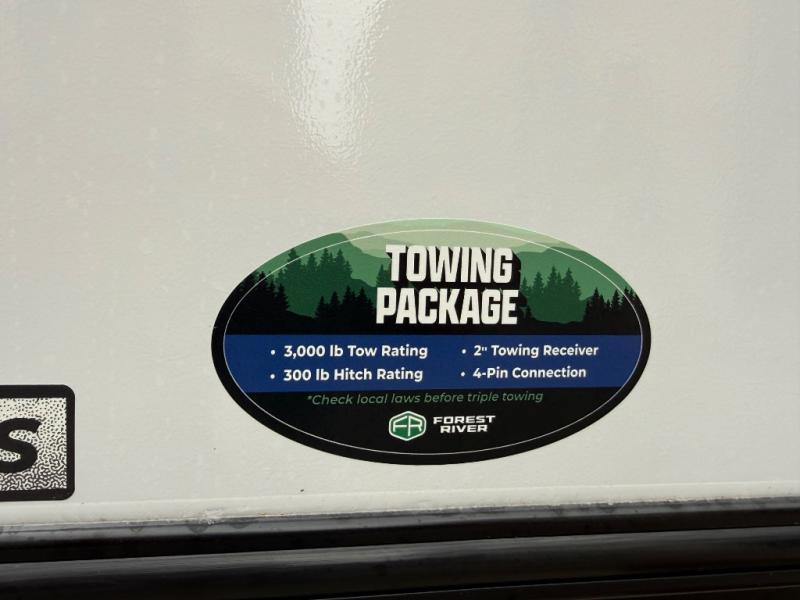 TOWING
PACKAGE
• 3,000 lb Tow Rating
• 300 lb Hitch Rating
• 2" Towing Receiver
• 4-Pin Connection
*Check local laws before triple towing
FR FOREST
RIVER
S